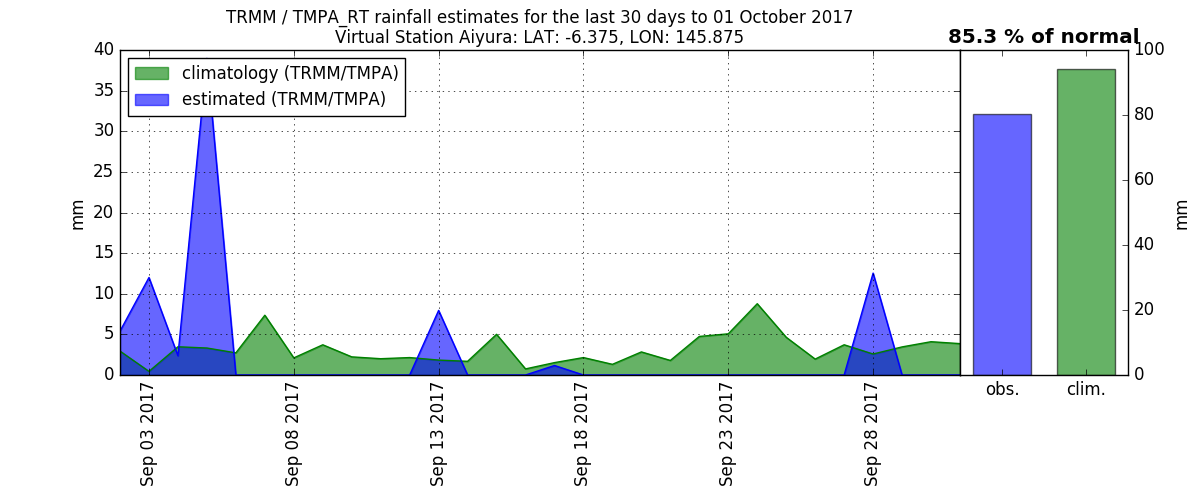 TRMM / TMPA_RT rainfall estimates for the last 30 days to 01 October 2017
Virtual Station Aiyura: LAT: -6.375, LON: 145.875
85.3 % of normal
climatology (TRMM/TMPA)
estimated (TRMM/TMPA)
mm
40
35
30
25
20
15
10
5
0
Sep 03 2017
Sep 08 2017
Sep 13 2017
Sep 18 2017
Sep 23 2017
Sep 28 2017
obs.
clim.
100
80
60
40
20
0
mm